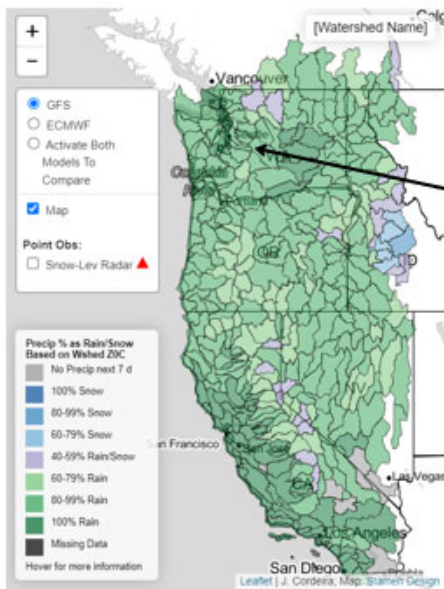 +
−
[Watershed Name]
Calg
Vancouver
GFS
ECMWF
Activate Both
Models To
Compare
Map
Point Obs:
Snow-Lev Radar
OR
ID
Precip % as Rain/Snow
Based on Wshed Z0C
No Precip next 7 d
100% Snow
80-99% Snow
60-79% Snow
40-59% Rain/Snow
60-79% Rain
80-99% Rain
100% Rain
Missing Data
Hover for more information
San Francisco
CA
Las Vegas
Los Angeles
San Diego
Leaflet | J. Cordeira; Map: Stamen Design